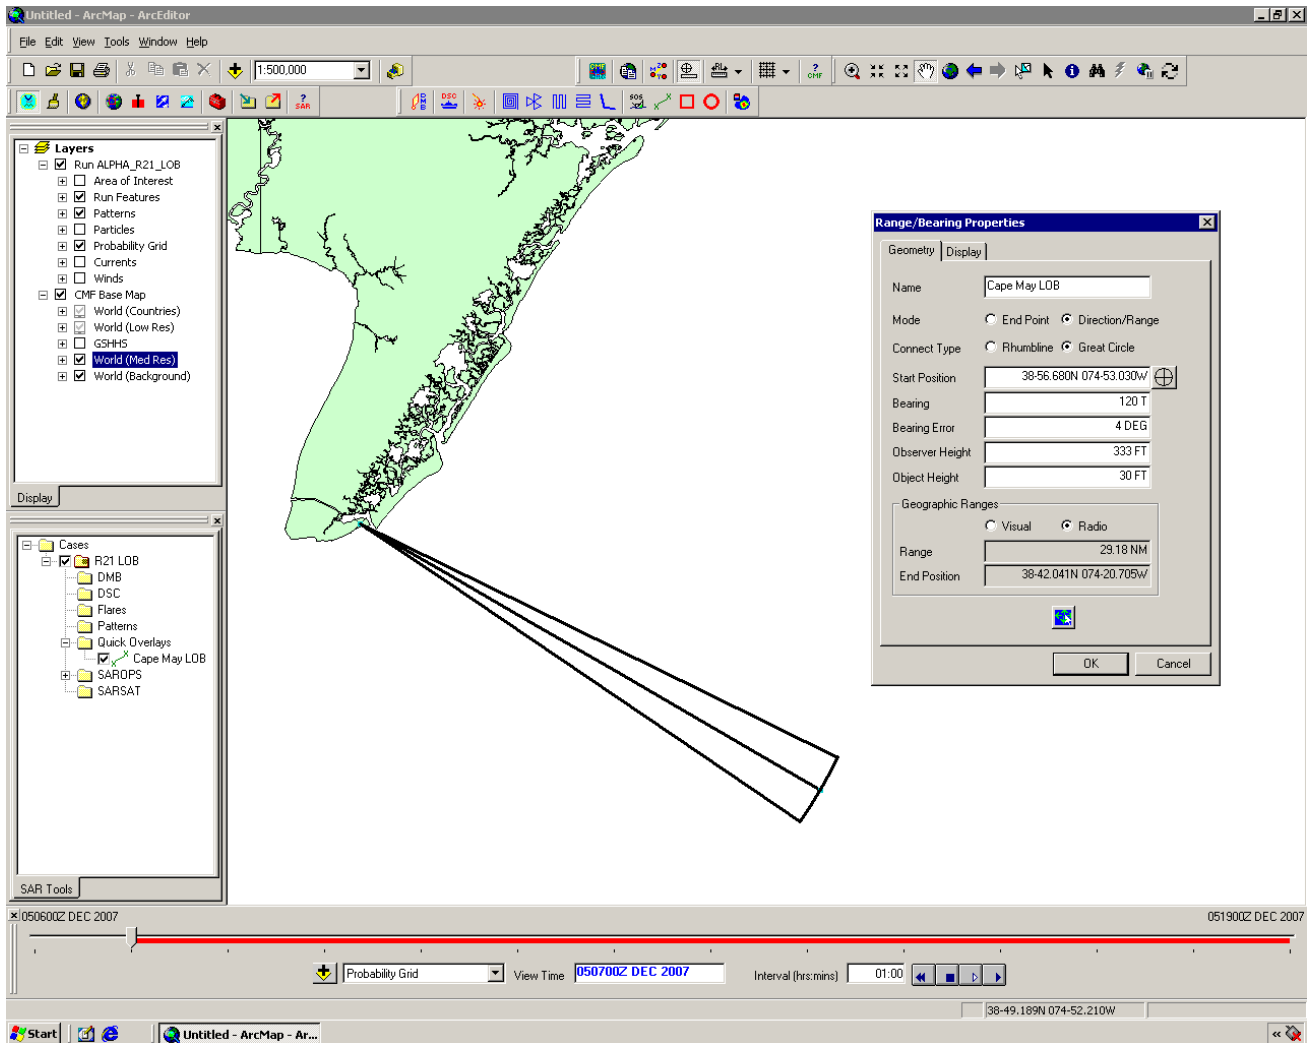 Untitled - ArcMap - ArcEditor
File Edit View Tools Window Help
1:500,000
? CMF
? SAR
DMB
DSC
SOS
Layers
Run ALPHA_R21_LOB
Area of Interest
Run Features
Patterns
Particles
Probability Grid
Currents
Winds
CMF Base Map
World (Countries)
World (Low Res)
GSHHS
World (Med Res)
World (Background)
Display
Cases
R21 LOB
DMB
DSC
Flares
Patterns
Quick Overlays
Cape May LOB
SAROPS
SARSAT
SAR Tools
Range/Bearing Properties
Geometry Display
Name Cape May LOB
Mode End Point Direction/Range
Connect Type Rhumbline Great Circle
Start Position 38-56.680N 074-53.030W
Bearing 120 T
Bearing Error 4 DEG
Observer Height 333 FT
Object Height 30 FT
Geographic Ranges
Visual Radio
Range 29.18 NM
End Position 38-42.041N 074-20.705W
OK Cancel
050600Z DEC 2007 051900Z DEC 2007
Probability Grid View Time 050700Z DEC 2007 Interval (hrs:mins) 01:00
38-49.189N 074-52.210W
Start Untitled - ArcMap - Ar...